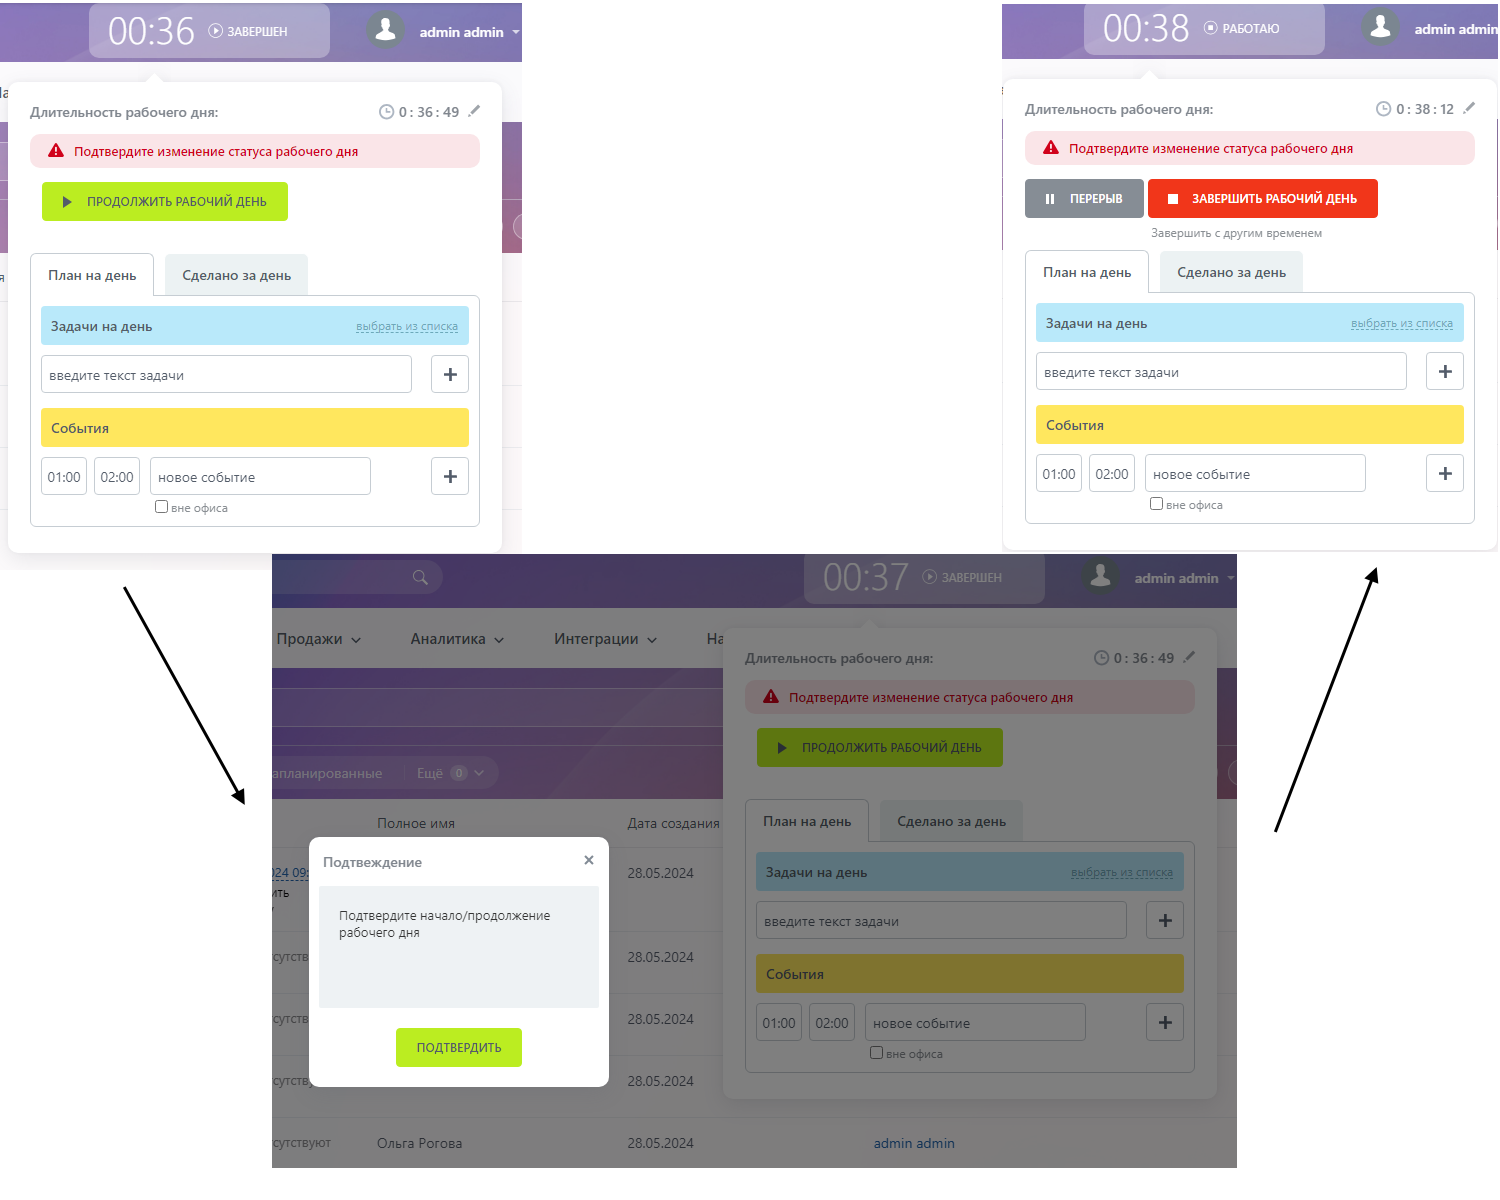 00:36 ЗАВЕРШЕН admin admin
Длительность рабочего дня: 0 : 36 : 49
Подтвердите изменение статуса рабочего дня
ПРОДОЛЖИТЬ РАБОЧИЙ ДЕНЬ
План на день Сделано за день
Задачи на день выбрать из списка
введите текст задачи
События
01:00 02:00 новое событие
вне офиса
00:38 РАБОТАЮ admin admin
Длительность рабочего дня: 0 : 38 : 12
Подтвердите изменение статуса рабочего дня
ПЕРЕРЫВ ЗАВЕРШИТЬ РАБОЧИЙ ДЕНЬ
Завершить с другим временем
План на день Сделано за день
Задачи на день выбрать из списка
введите текст задачи
События
01:00 02:00 новое событие
вне офиса
00:37 ЗАВЕРШЕН admin admin
Продажи Аналитика Интеграции На
Длительность рабочего дня: 0 : 36 : 49
Подтвердите изменение статуса рабочего дня
ПРОДОЛЖИТЬ РАБОЧИЙ ДЕНЬ
апланированные Ещё 0
Полное имя Дата создания
План на день Сделано за день
Подтвеждение
Подтвердите начало/продолжение
рабочего дня
ПОДТВЕРДИТЬ
024 09:
ить
28.05.2024
сутств
28.05.2024
сутств
28.05.2024
сутству
28.05.2024
Задачи на день выбрать из списка
введите текст задачи
События
01:00 02:00 новое событие
вне офиса
сутствуют Ольга Рогова 28.05.2024 admin admin